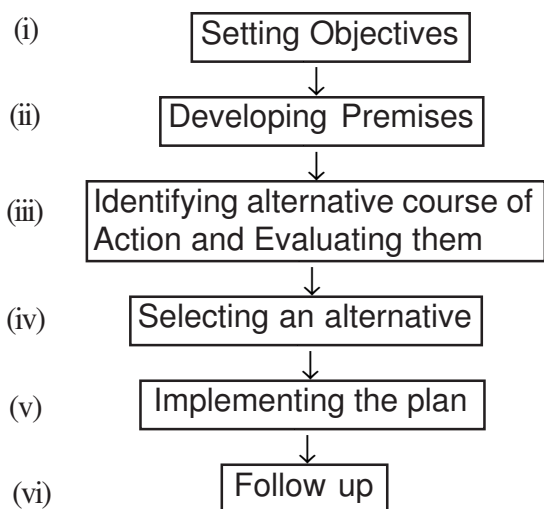 (i) Setting Objectives
(ii) Developing Premises
(iii) Identifying alternative course of
Action and Evaluating them
(iv) Selecting an alternative
(v) Implementing the plan
(vi) Follow up